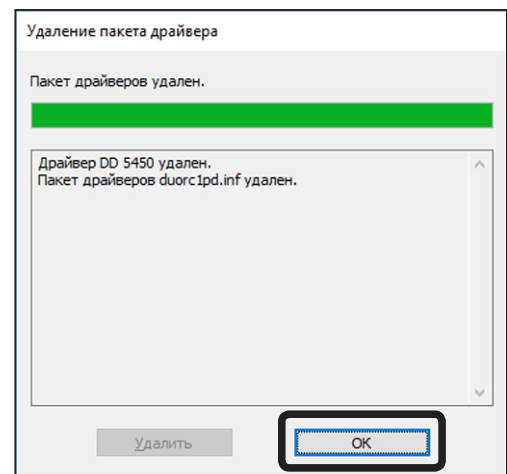 Удаление пакета драйвера
Пакет драйверов удален.
Драйвер DD 5450 удален.
Пакет драйверов duorc1pd.inf удален.
Удалить
OK